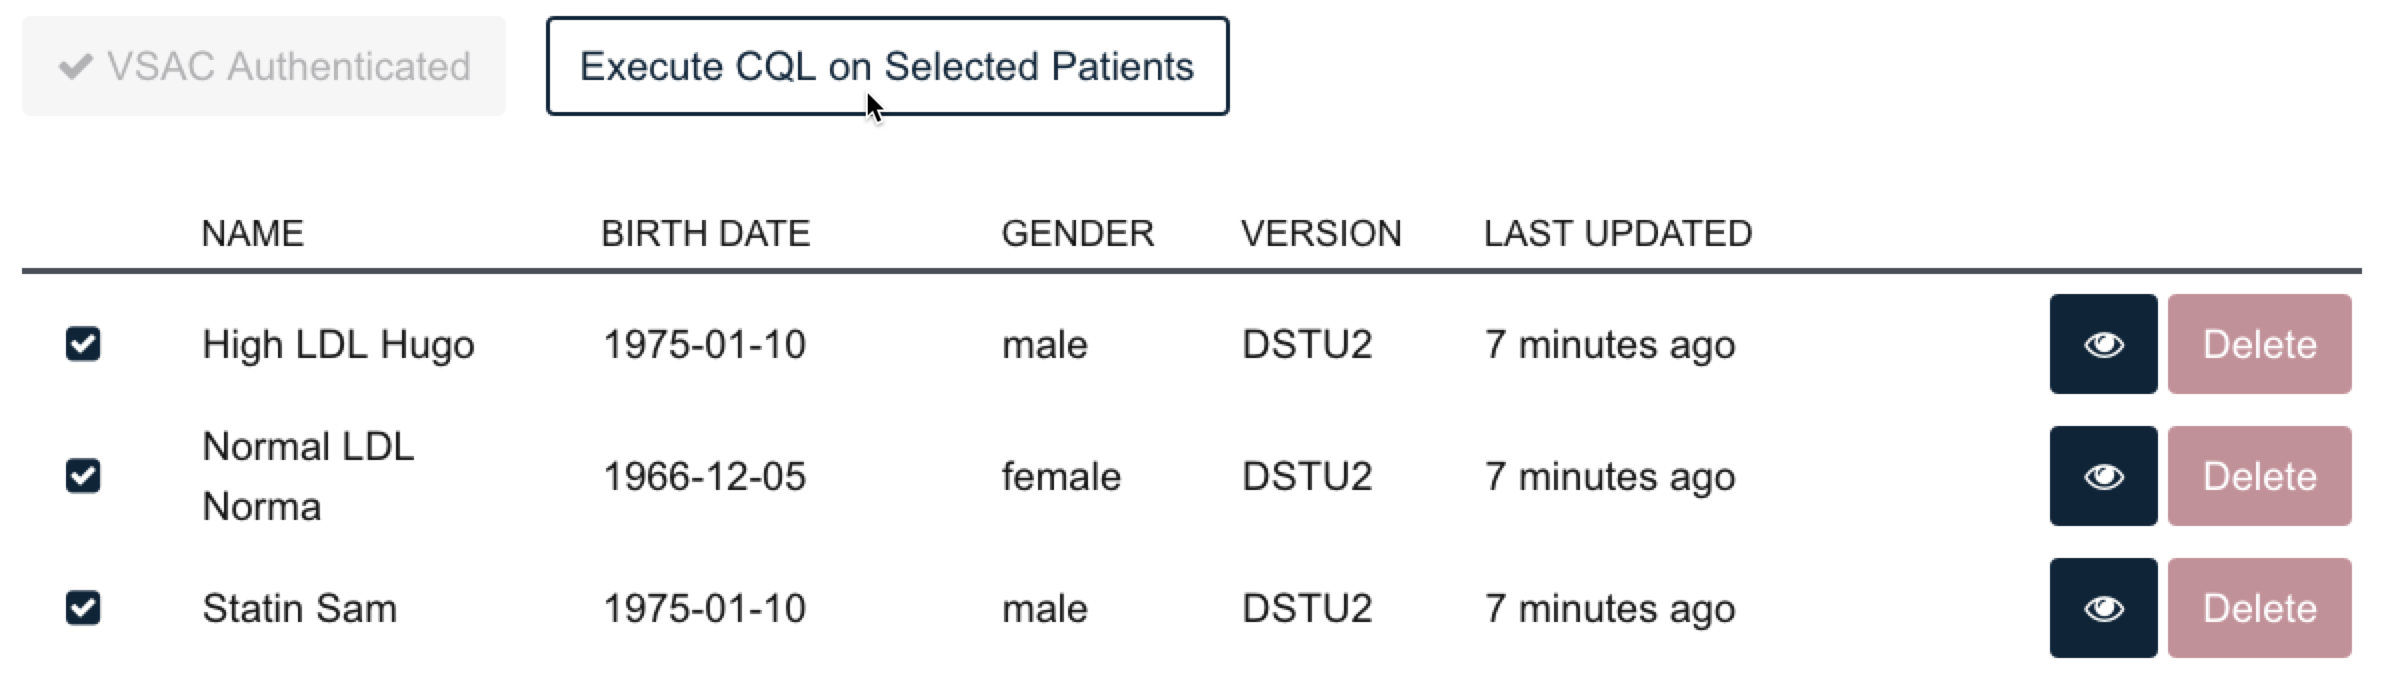 VSAC Authenticated
Execute CQL on Selected Patients
NAME BIRTH DATE GENDER VERSION LAST UPDATED
High LDL Hugo 1975-01-10 male DSTU2 7 minutes ago Delete
Normal LDL
Norma 1966-12-05 female DSTU2 7 minutes ago Delete
Statin Sam 1975-01-10 male DSTU2 7 minutes ago Delete